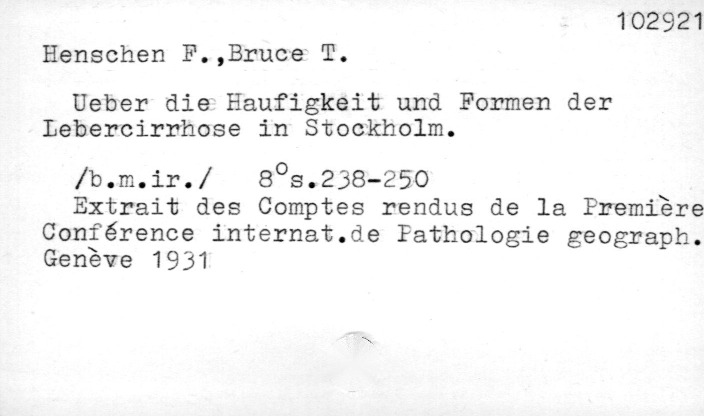 102921
Henschen F.,Bruce T.
Ueber die Haufigkeit und Formen der
Lebercirrhose in Stockholm.
/b.m.ir./ 8°s.238-250
Extrait des Comptes rendus de la Première
Conférence internat.de Pathologie geograph.
Genève 1931